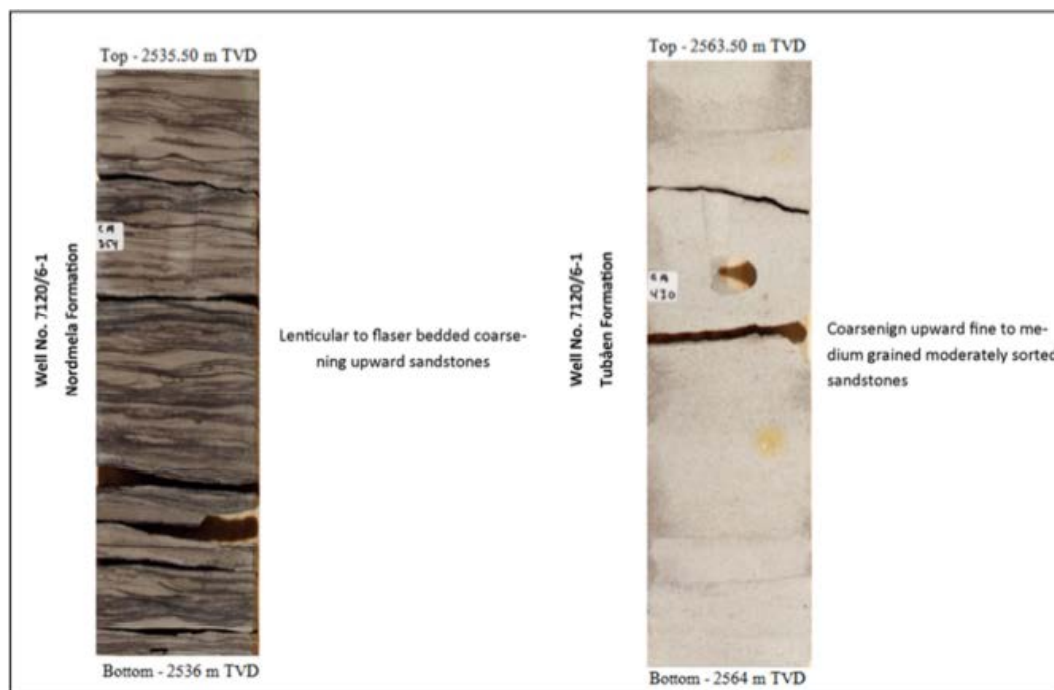 Top - 2535.50 m TVD
Well No. 7120/6-1
Nordmela Formation
Lenticular to flaser bedded coarse-
ning upward sandstones
Bottom - 2536 m TVD
Top - 2563.50 m TVD
Well No. 7120/6-1
Tubåen Formation
Coarsenign upward fine to me-
dium grained moderately sorted
sandstones
Bottom - 2564 m TVD